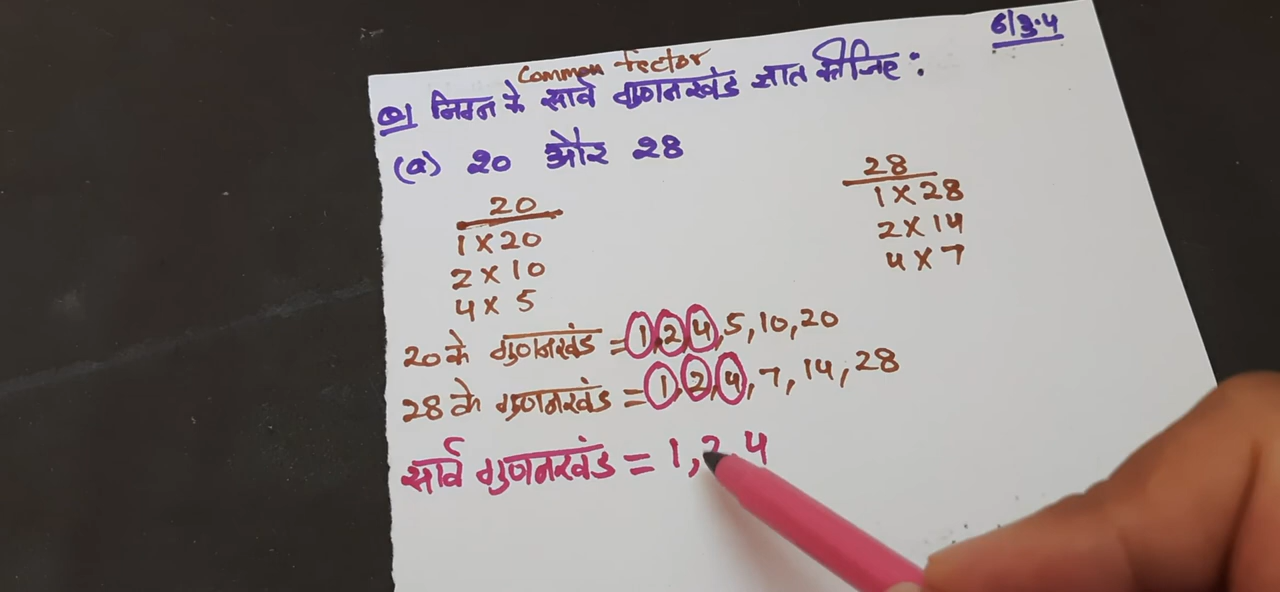 6/3.4
Common fector
Q1 निम्न के सार्व गुणनखंड ज्ञात कीजिए :
(a) 20 और 28
20
1 × 20
2 × 10
4 × 5
28
1 × 28
2 × 14
4 × 7
20 के गुणनखंड = 1, 2, 4, 5, 10, 20
28 के गुणनखंड = 1, 2, 4, 7, 14, 28
सार्व गुणनखंड = 1, 2, 4